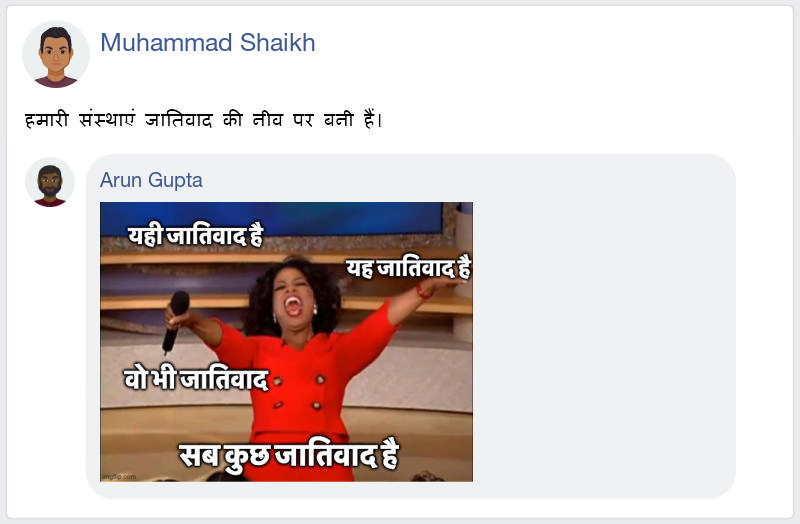 Muhammad Shaikh
हमारी संस्थाएं जातिवाद की नीव पर बनी हैं।
Arun Gupta
यही जातिवाद है
यह जातिवाद है
वो भी जातिवाद
सब कुछ जातिवाद है
imgflip.com